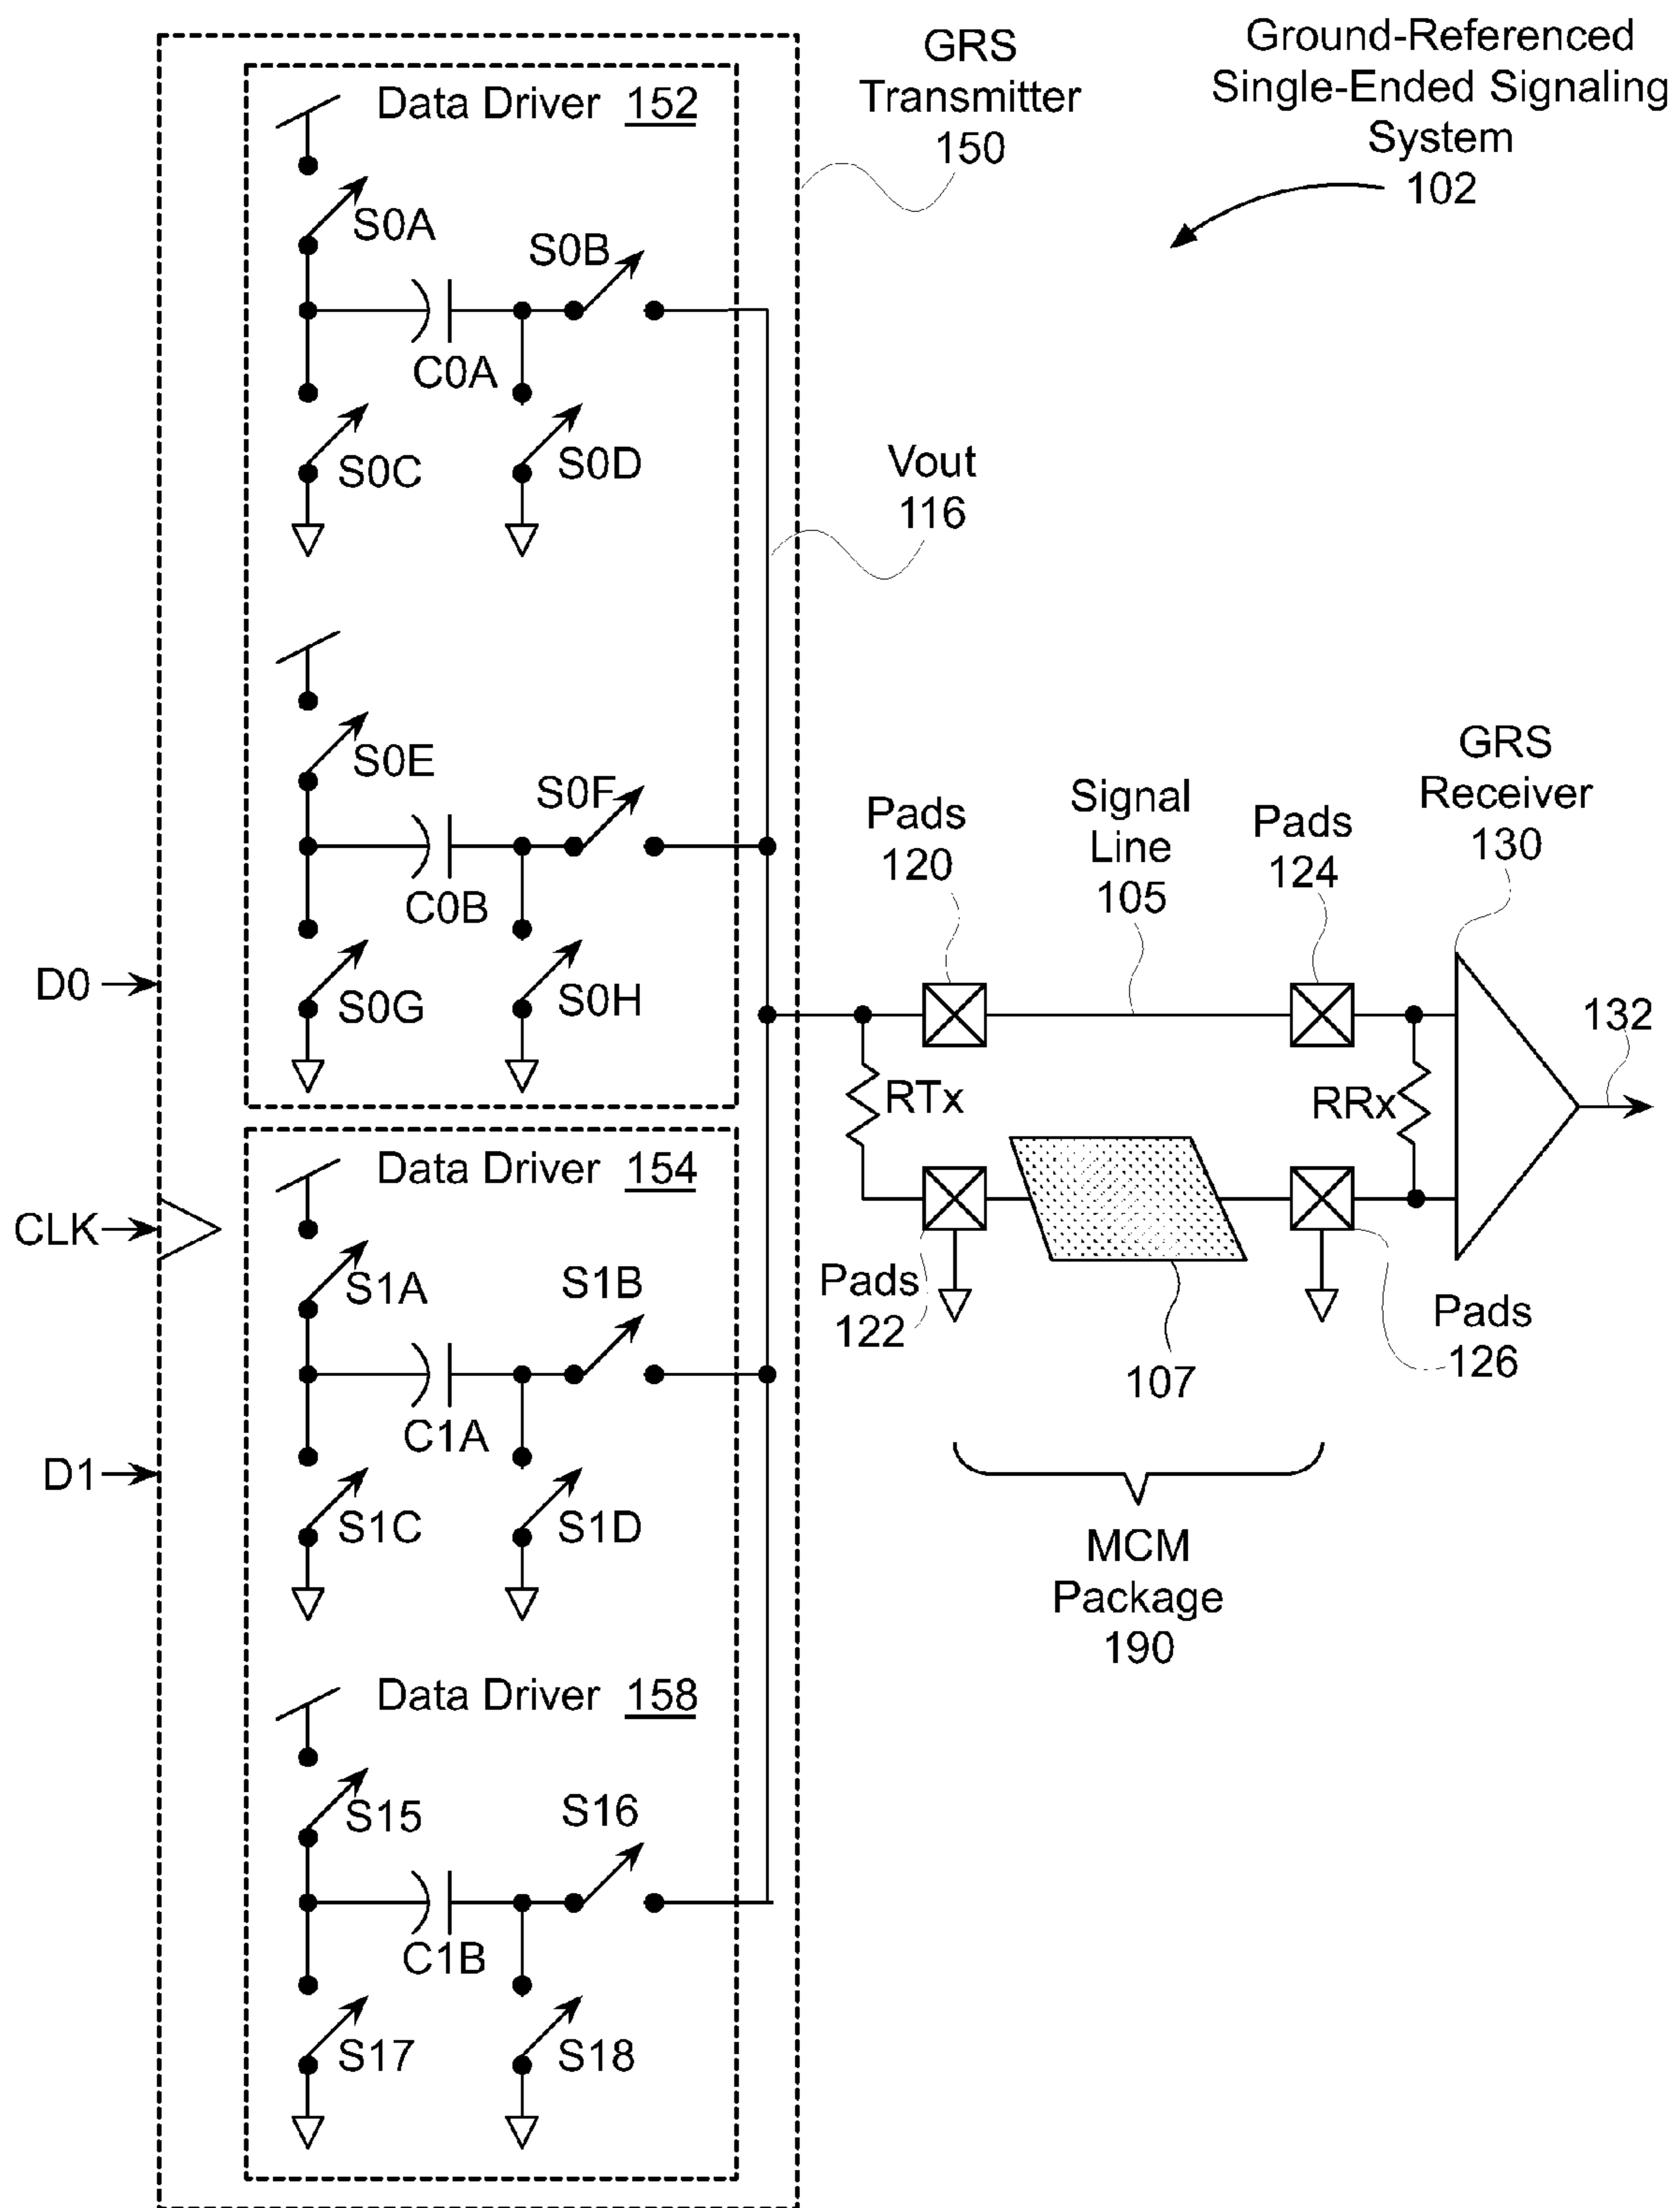 GRS
Transmitter
150
Ground-Referenced
Single-Ended Signaling
System
102
Data Driver 152
S0A
S0B
C0A
S0C
S0D
Vout
116
S0E
S0F
C0B
S0G
S0H
D0
Pads
120
Signal
Line
105
Pads
124
GRS
Receiver
130
132
RTx
RRx
Data Driver 154
CLK
S1A
S1B
C1A
S1C
S1D
D1
Pads
122
107
Pads
126
MCM
Package
190
Data Driver 158
S15
S16
C1B
S17
S18